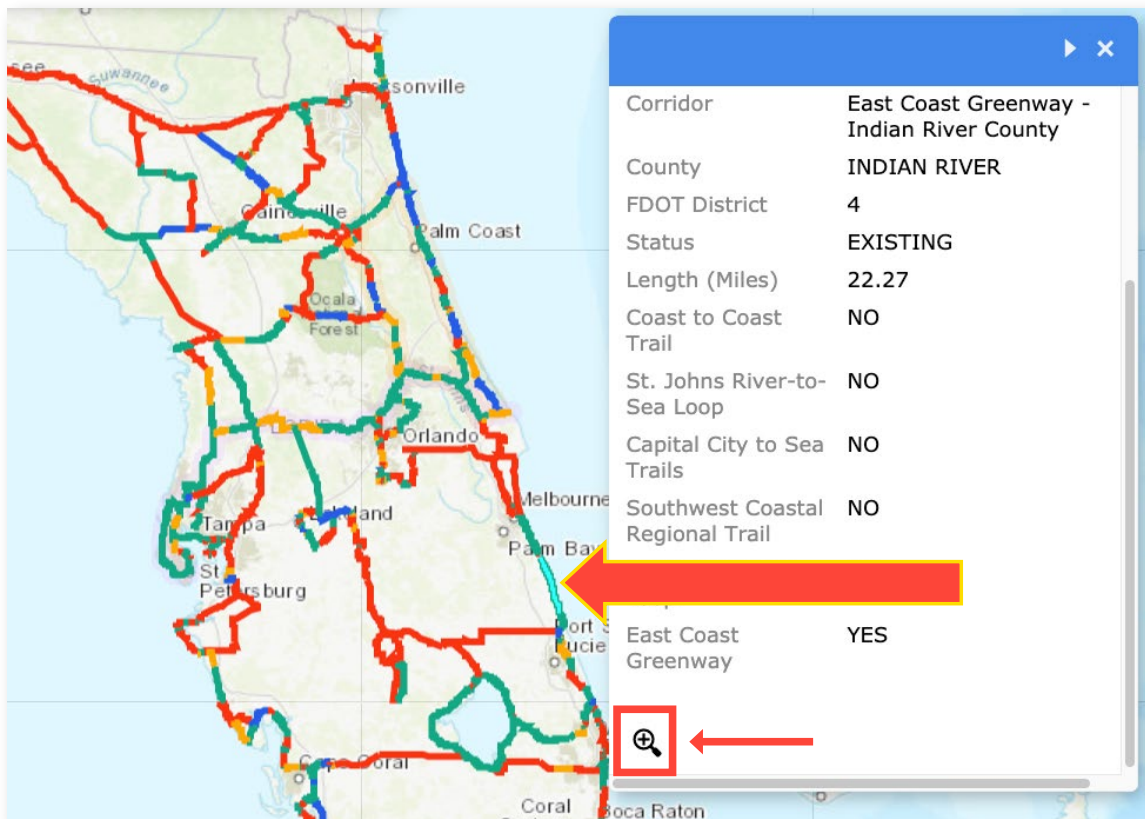 Suwannee
Gainesville
Palm Coast
Ocala
Forest
St. Johns
Orlando
Melbourne
Tampa
Lakeland
Palm Bay
St
Petersburg
Port S
Lucie
Cape Coral
Coral
Boca Raton
Corridor
East Coast Greenway -
Indian River County
County
INDIAN RIVER
FDOT District
4
Status
EXISTING
Length (Miles)
22.27
Coast to Coast
Trail
NO
St. Johns River-to-
Sea Loop
NO
Capital City to Sea
Trails
NO
Southwest Coastal
Regional Trail
NO
East Coast
Greenway
YES